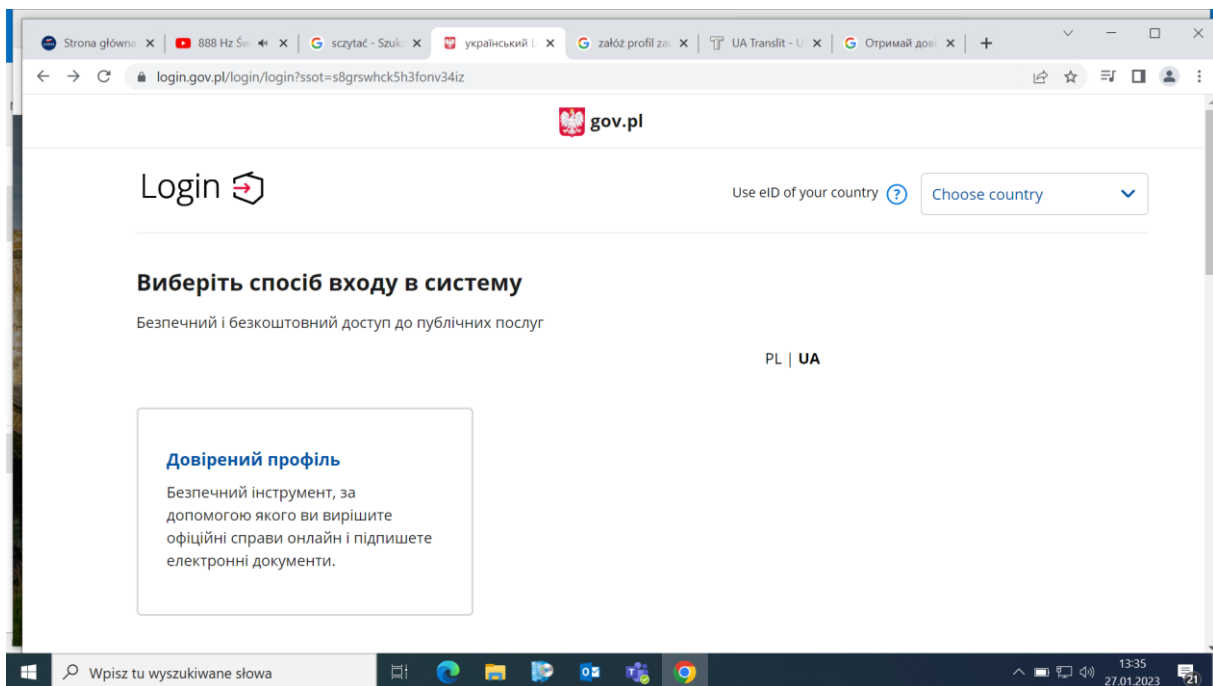 Strona główna
888 Hz Św
sczytać - Szuk
український L
załóż profil za
UA Translit - U
Отримай дові
login.gov.pl/login/login?ssot=s8grswhck5h3fonv34iz
gov.pl
Login
Use eID of your country ? Choose country
Виберіть спосіб входу в систему
Безпечний і безкоштовний доступ до публічних послуг
PL | UA
Довірений профіль
Безпечний інструмент, за
допомогою якого ви вирішите
офіційні справи онлайн і підпишете
електронні документи.
Wpisz tu wyszukiwane słowa
13:35
27.01.2023
21